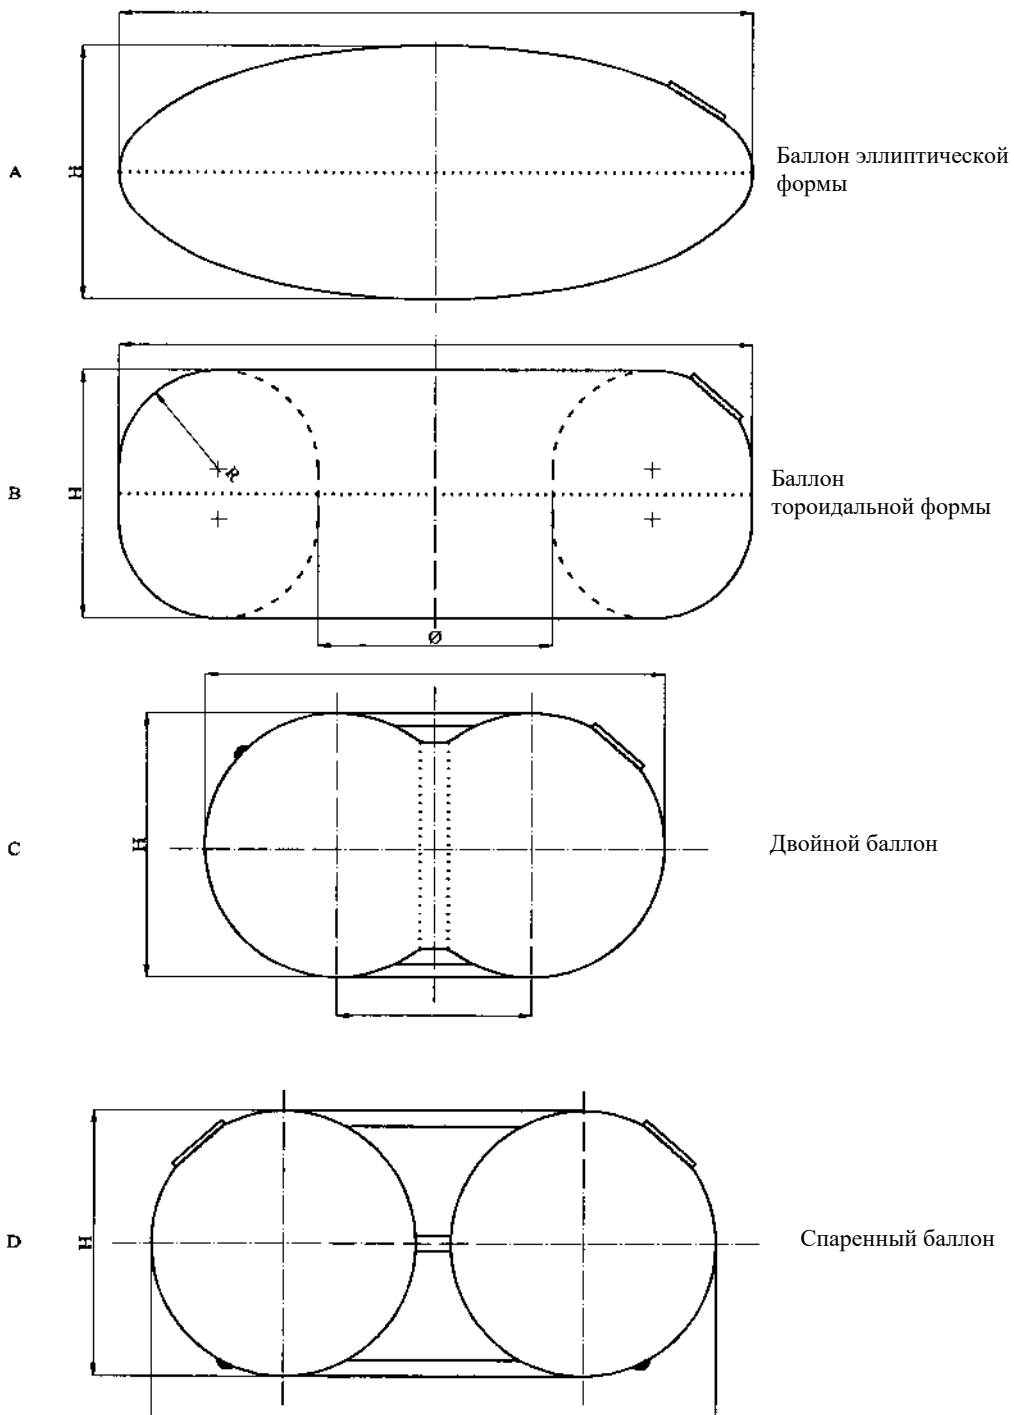 A
H
Баллон эллиптической
формы
B
H
R
Баллон
тороидальной формы
Ø
C
H
Двойной баллон
D
H
Спаренный баллон